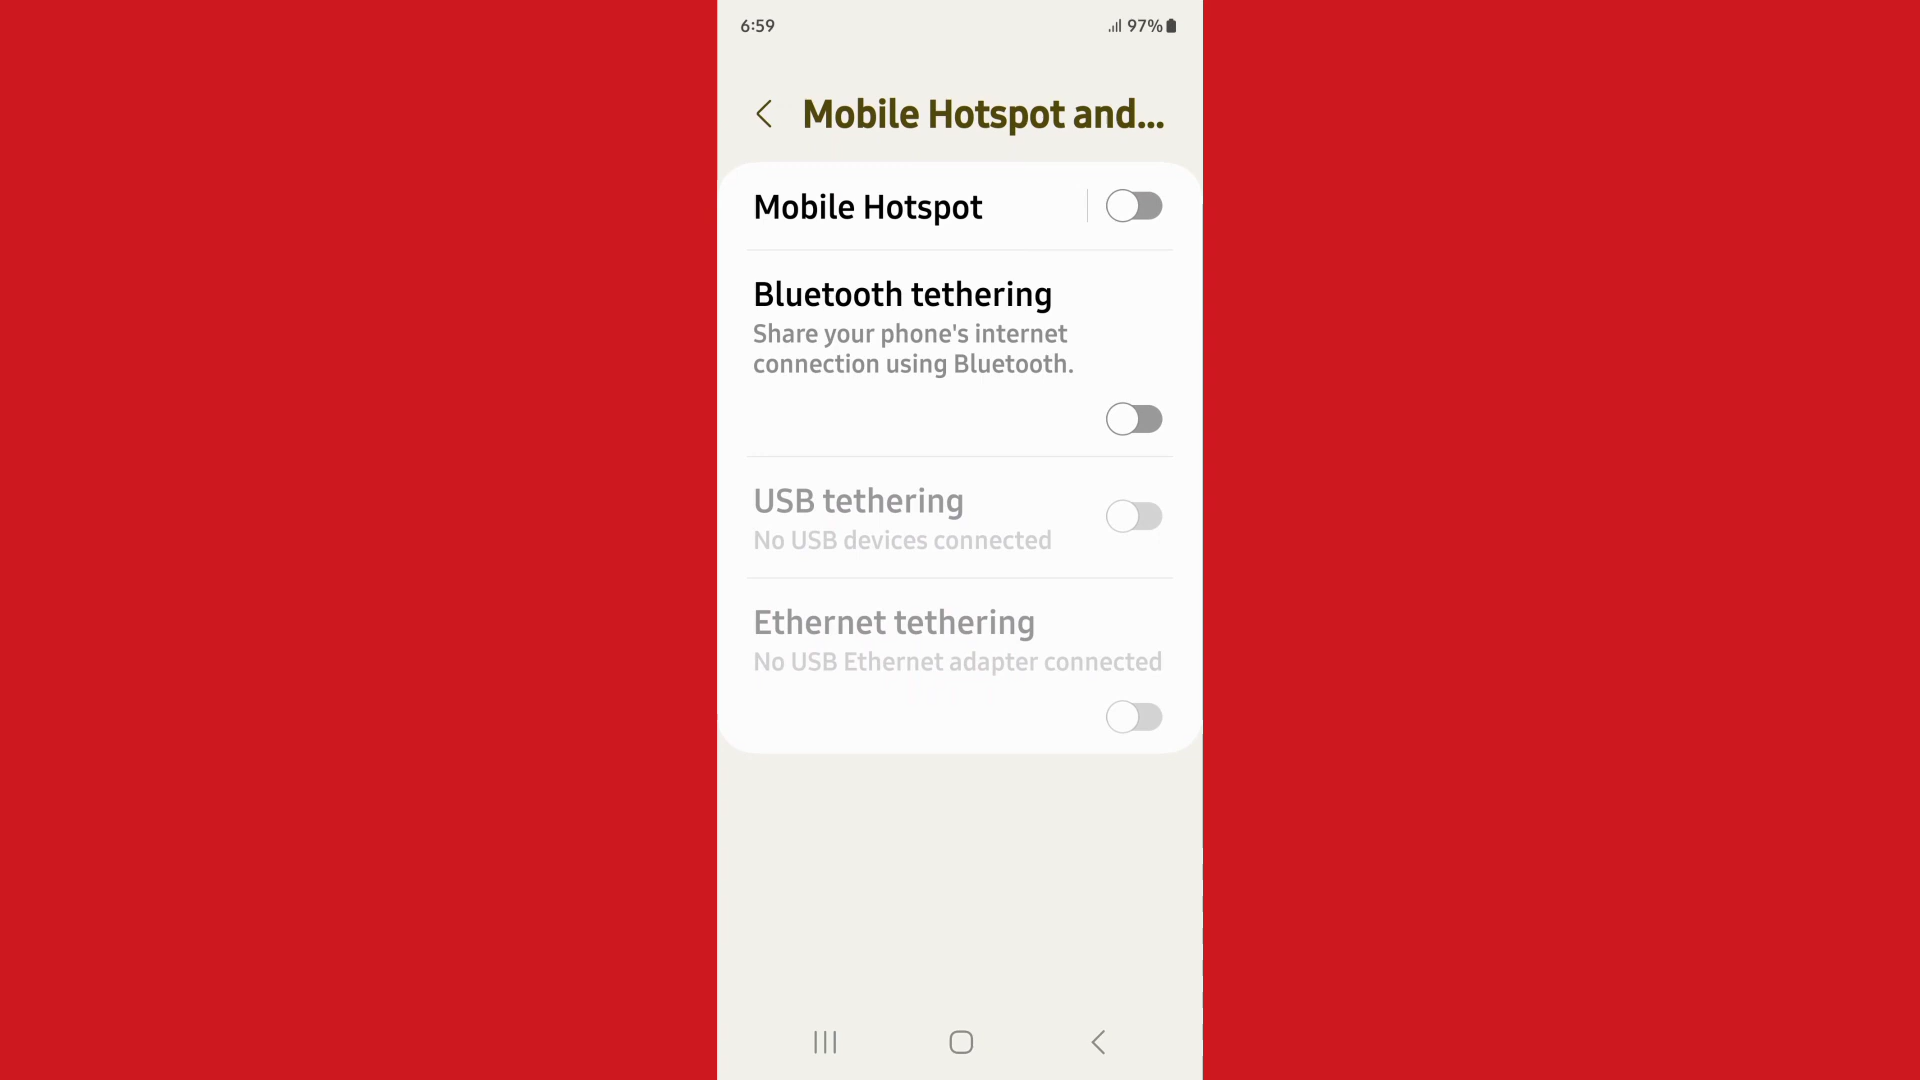 6:59
97%
Mobile Hotspot and...
Mobile Hotspot
Bluetooth tethering
Share your phone's internet
connection using Bluetooth.
USB tethering
No USB devices connected
Ethernet tethering
No USB Ethernet adapter connected